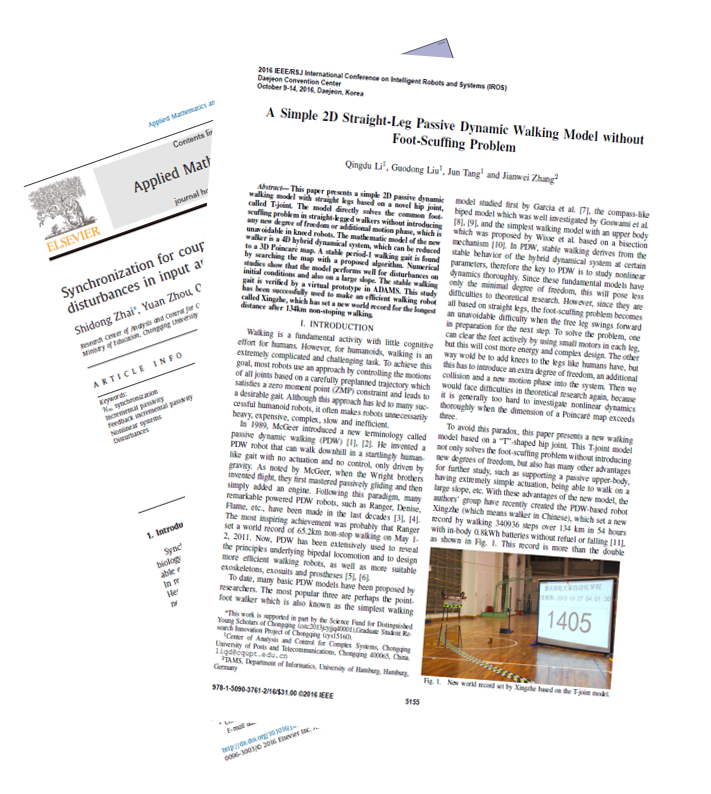 Applied Mathematics an
Contents lis
Applied Math
journal ho
ELSEVIER
Synchronization for coup
disturbances in input an
Shidong Zhai*, Yuan Zhou, Q
Research Center of Analysis and Control for C
Ministry of Education, Chongqing University
ARTICLE INFO
Keywords:
synchronization
Incremental passivity
Feedback incremental passivity
Nonlinear systems
Disturbances
1. Introdu
Sync
biology
able r
In re
He
E-mail
http://dx.doi.org/10.1016/j.
0096-3003/© 2016 Elsevier Inc.
2016 IEEE/RSJ International Conference on Intelligent Robots and Systems (IROS)
Daejeon Convention Center
October 9-14, 2016, Daejeon, Korea
A Simple 2D Straight-Leg Passive Dynamic Walking Model without
Foot-Scuffing Problem
Qingdu Li¹, Guodong Liu¹, Jun Tang¹ and Jianwei Zhang²
Abstract— This paper presents a simple 2D passive dynamic
walking model with straight legs based on a novel hip joint,
called T-joint. The model directly solves the common foot-
scuffing problem in straight-legged walkers without introducing
any new degree of freedom or additional motion phase, which is
unavoidable in kneed robots. The mathematic model of the new
walker is a 4D hybrid dynamical system, which can be reduced
to a 3D Poincaré map. A stable period-1 walking gait is found
by searching the map with a proposed algorithm. Numerical
studies show that the model performs well for disturbances on
initial conditions and also on a large slope. The stable walking
gait is verified by a virtual prototype in ADAMS. This study
has been successfully used to make an efficient walking robot
called Xingzhe, which has set a new world record for the longest
distance after 134km non-stoping walking.
I. INTRODUCTION
Walking is a fundamental activity with little cognitive
effort for humans. However, for humanoids, walking is an
extremely complicated and challenging task. To achieve this
goal, most robots use an approach by controlling the motions
of all joints based on a carefully preplanned trajectory which
satisfies a zero moment point (ZMP) constraint and leads to
a desirable gait. Although this approach has led to many suc-
cessful humanoid robots, it often makes robots unnecessarily
heavy, expensive, complex, slow and inefficient.
In 1989, McGeer introduced a new terminology called
passive dynamic walking (PDW) [1], [2]. He invented a
PDW robot that can walk downhill in a startlingly human-
like gait with no actuation and no control, only driven by
gravity. As noted by McGeer, when the Wright brothers
invented flight, they first mastered passively gliding and then
simply added an engine. Following this paradigm, many
remarkable powered PDW robots, such as Ranger, Denise,
Flame, etc., have been made in the last decades [3], [4].
The most inspiring achievement was probably that Ranger
set a world record of 65.2km non-stop walking on May 1-
2, 2011. Now, PDW has been extensively used to reveal
the principles underlying bipedal locomotion and to design
more efficient walking robots, as well as more suitable
exoskeletons, exosuits and prostheses [5], [6].
To date, many basic PDW models have been proposed by
researchers. The most popular three are perhaps the point-
foot walker which is also known as the simplest walking
*This work is supported in part by the Science Fund for Distinguished
Young Scholars of Chongqing (cstc2013jcyjjq40001),Graduate Student Re-
search Innovation Project of Chongqing (cys15160).
¹Center of Analysis and Control for Complex Systems, Chongqing
University of Posts and Telecommunications, Chongqing 400065, China.
liqd@cqupt.edu.cn
²TAMS, Department of Informatics, University of Hamburg, Hamburg,
Germany
model studied first by Garcia et al. [7], the compass-like
biped model which was well investigated by Goswami et al.
[8], [9], and the simplest walking model with an upper body
which was proposed by Wisse et al. based on a bisection
mechanism [10]. In PDW, stable walking derives from the
stable behavior of the hybrid dynamical system at certain
parameters, therefore the key to PDW is to study nonlinear
dynamics thoroughly. Since these fundamental models have
only the minimal degree of freedom, this will pose less
difficulties to theoretical research. However, since they are
all based on straight legs, the foot-scuffing problem becomes
an unavoidable difficulty when the free leg swings forward
in preparation for the next step. To solve the problem, one
can clear the feet actively by using small motors in each leg,
but this will cost more energy and complex design. The other
way wold be to add knees to the legs like humans have, but
this has to introduce an extra degree of freedom, an additional
collision and a new motion phase into the system. Then we
would face difficulties in theoretical research again, because
it is generally too hard to investigate nonlinear dynamics
thoroughly when the dimension of a Poincaré map exceeds
three.
To avoid this paradox, this paper presents a new walking
model based on a “T”-shaped hip joint. This T-joint model
not only solves the foot-scuffing problem without introducing
new degrees of freedom, but also has many other advantages
for further study, such as supporting a passive upper-body,
having extremely simple actuation, being able to walk on a
large slope, etc. With these advantages of the new model, the
authors' group have recently created the PDW-based robot
Xingzhe (which means walker in Chinese), which set a new
record by walking 340936 steps over 134 km in 54 hours
with in-body 0.8kWh batteries without refuel or falling [11],
as shown in Fig. 1. This record is more than the double
1405
Fig. 1. New world record set by Xingzhe based on the T-joint model.
978-1-5090-3761-2/16/$31.00 ©2016 IEEE
5155